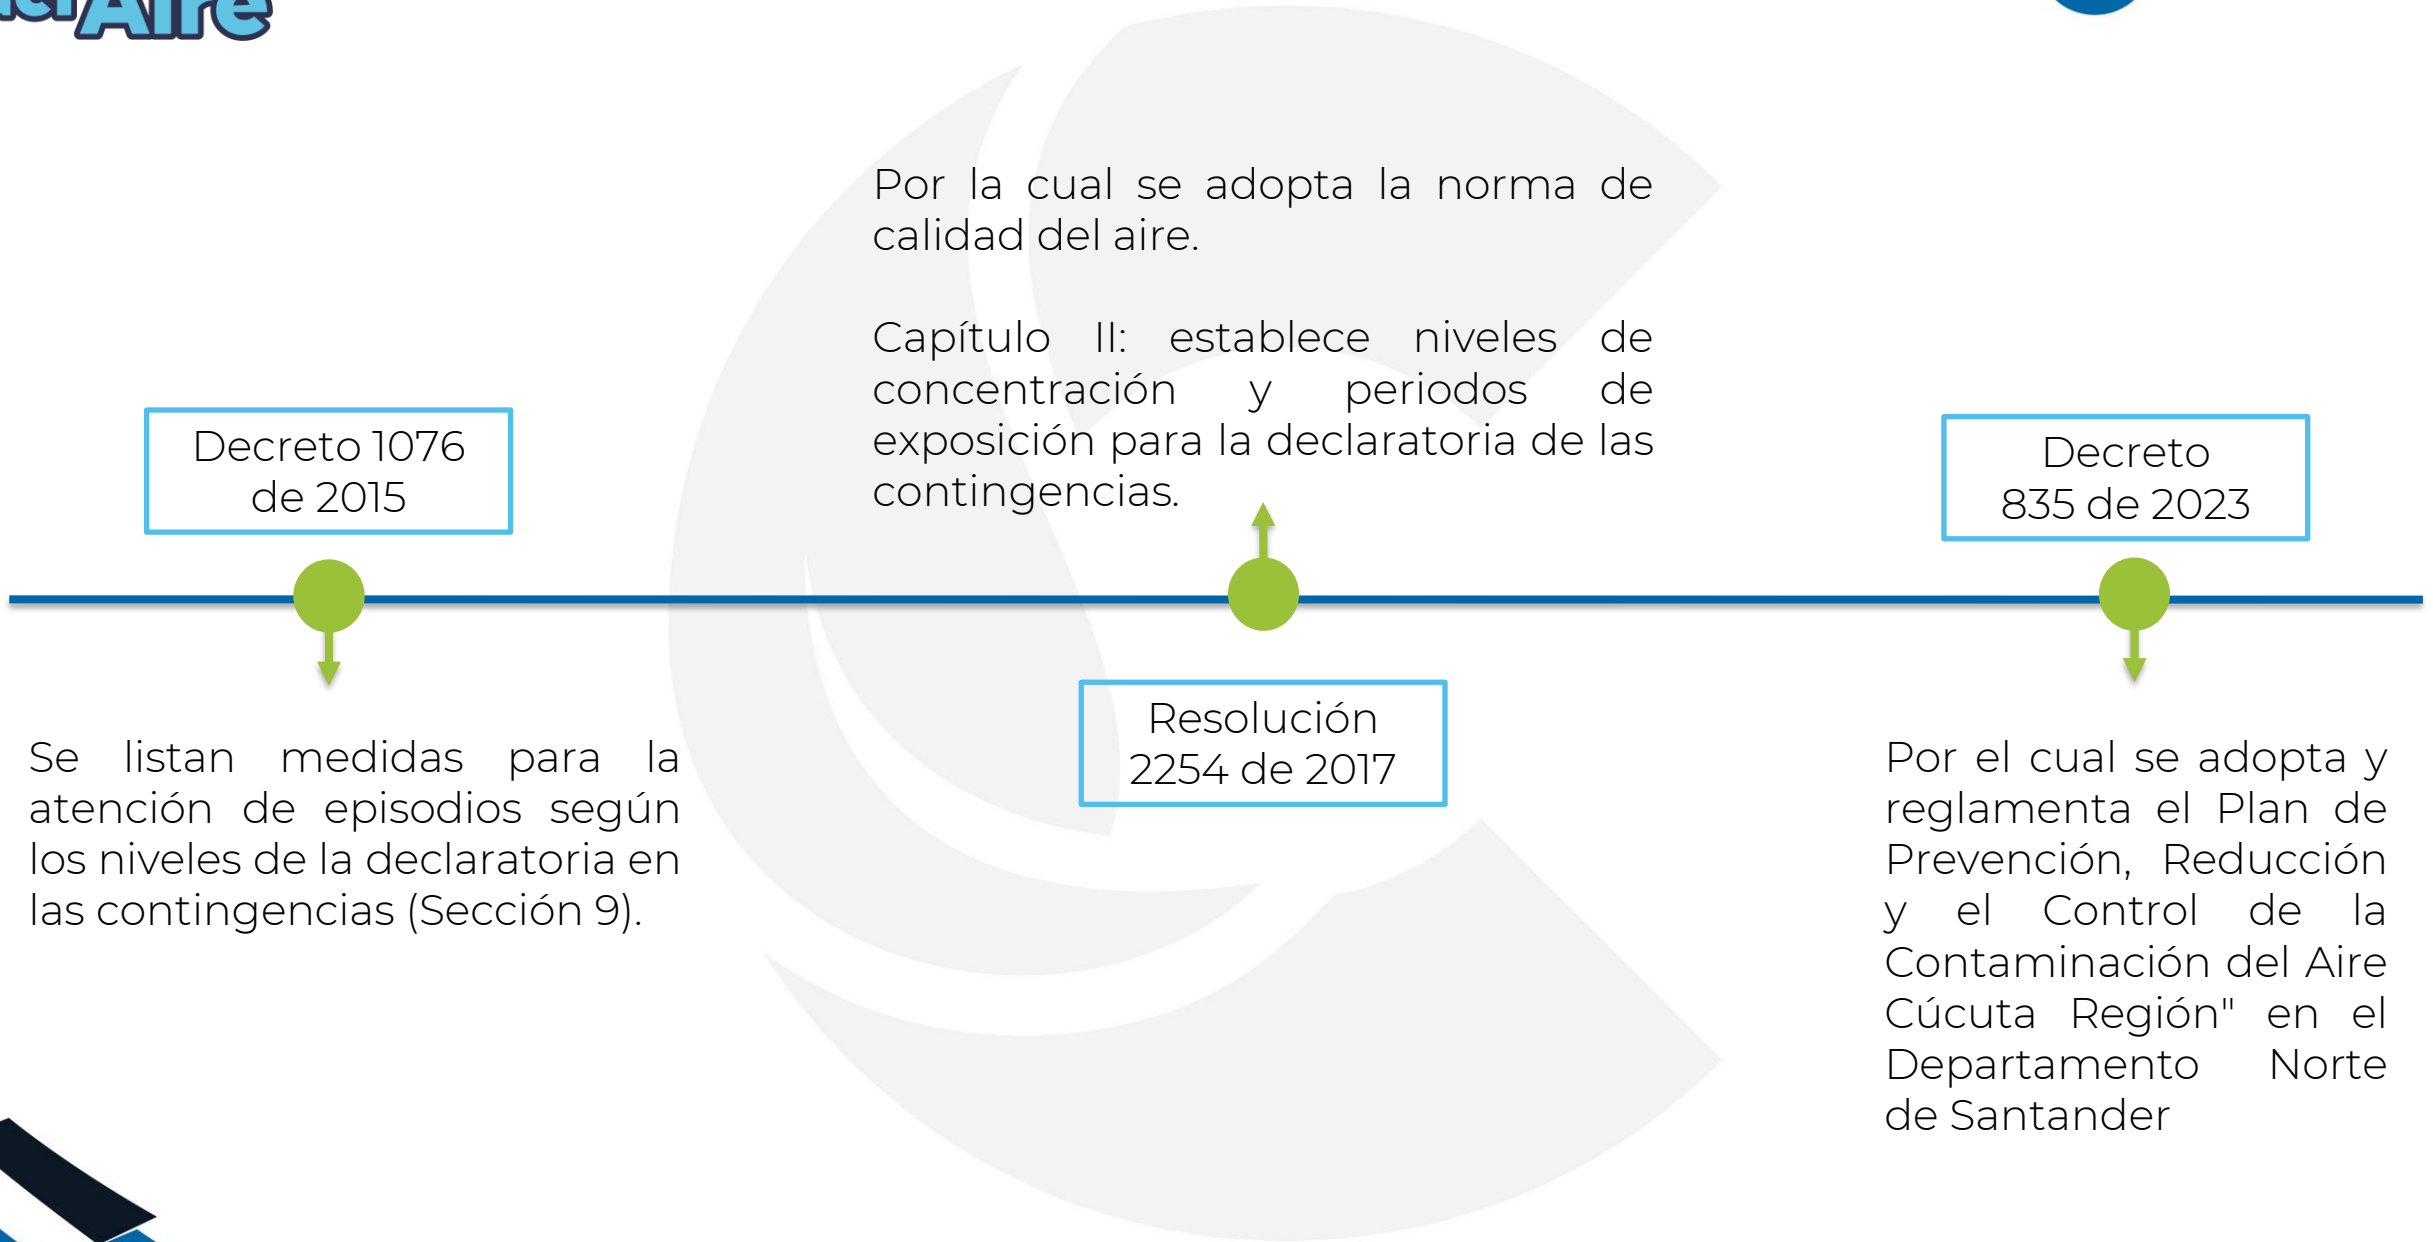 Aire
Por la cual se adopta la norma de
calidad del aire.
Capítulo II: establece niveles de
concentración y periodos de
exposición para la declaratoria de las
contingencias.
Decreto 1076
de 2015
Decreto
835 de 2023
Resolución
2254 de 2017
Se listan medidas para la
atención de episodios según
los niveles de la declaratoria en
las contingencias (Sección 9).
Por el cual se adopta y
reglamenta el Plan de
Prevención, Reducción
y el Control de la
Contaminación del Aire
Cúcuta Región" en el
Departamento Norte
de Santander